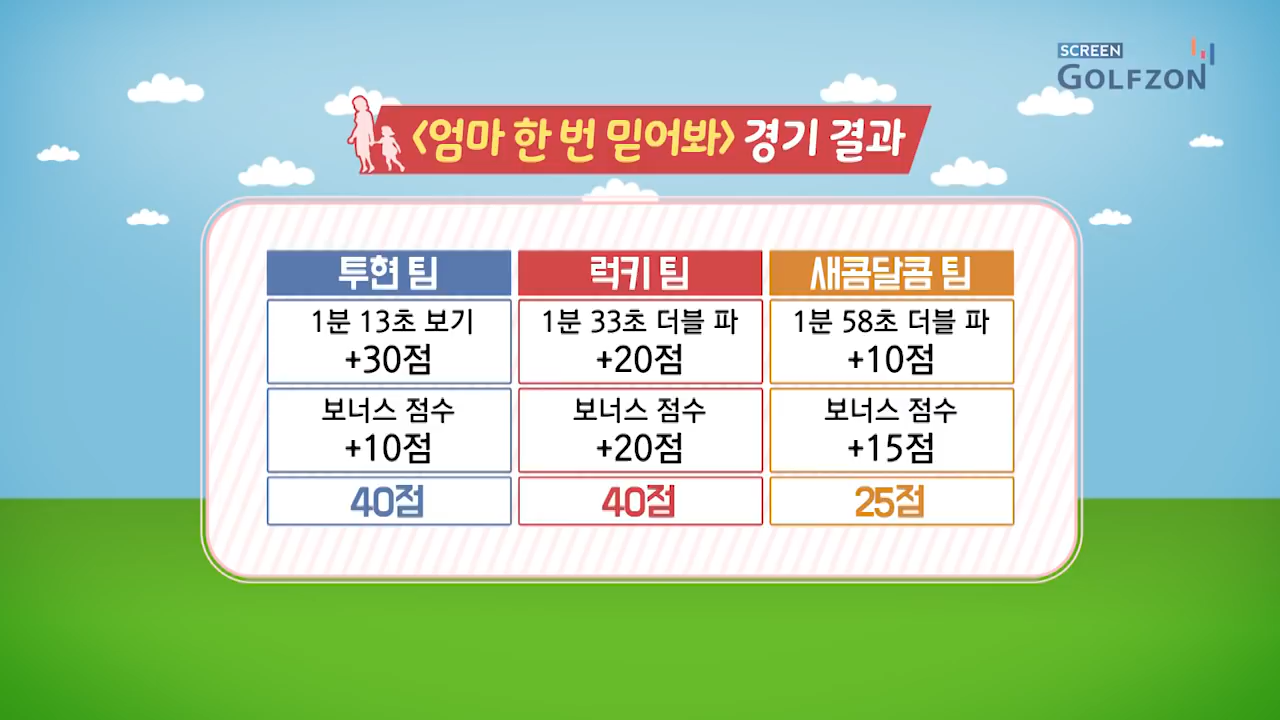 SCREEN
GOLFZON
<엄마 한 번 믿어봐> 경기 결과
투현 팀
럭키 팀
새콤달콤 팀
1분 13초 보기
+30점
1분 33초 더블 파
+20점
1분 58초 더블 파
+10점
보너스 점수
+10점
보너스 점수
+20점
보너스 점수
+15점
40점
40점
25점